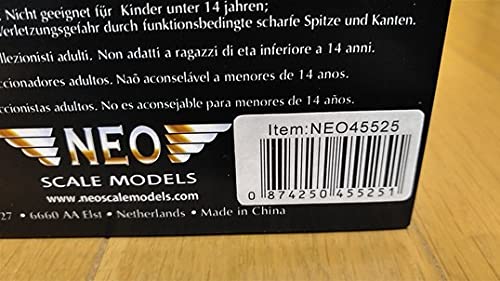 . Nicht geeignet für Kinder unter 14 jahren;
Verletzungsgefahr durch funktionsbedingte scharfe Spitze und Kanten.
llezionisti adulti. Non adatti a ragazzi di eta inferiore a 14 anni.
ccionadores adultos. Naõ aconselável a menores de 14 anos.
ccionistas adultos. No es aconsejable para menores de 14 años.
NEO
SCALE MODELS
www.neoscalemodels.com
27 • 6660 AA Elst • Netherlands • Made in China
Item:NEO45525
0 874250 455251